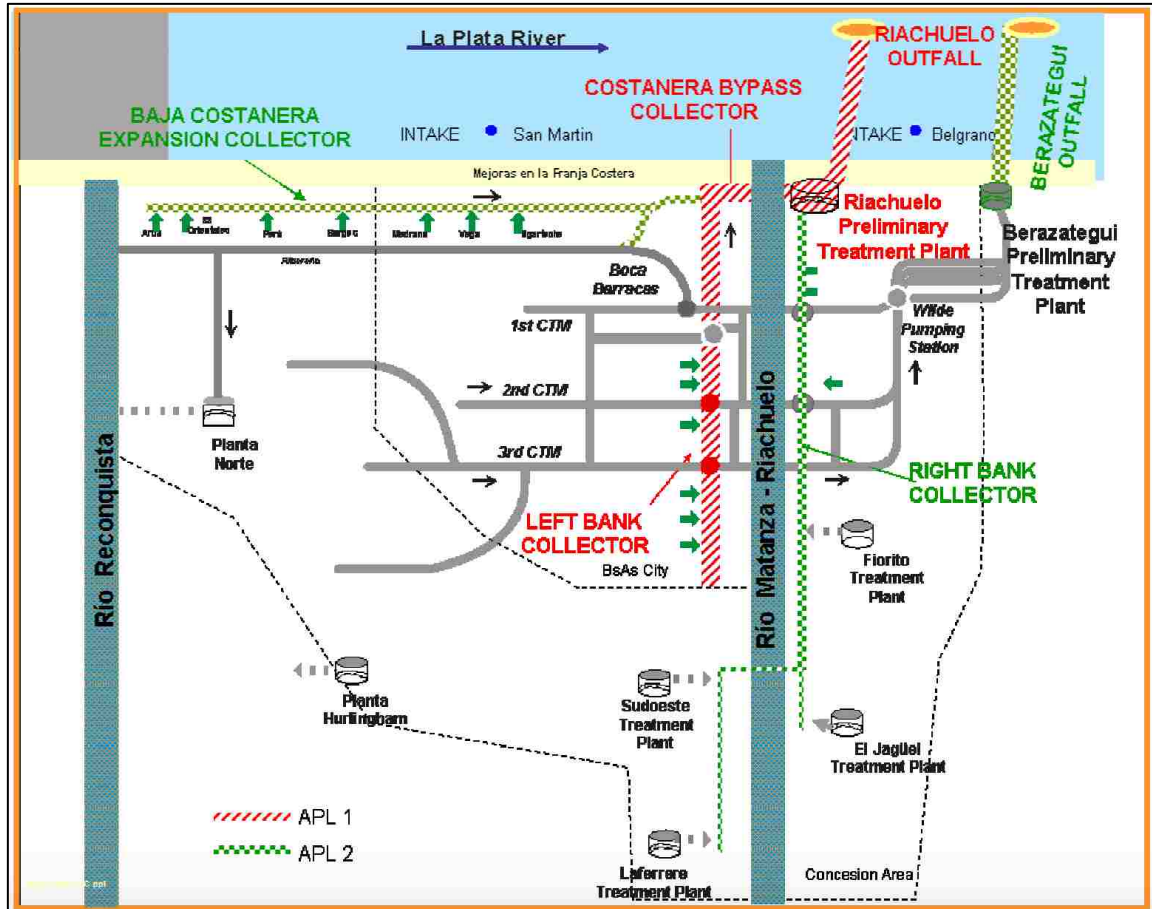 La Plata River
RIACHUELO
OUTFALL
COSTANERA BYPASS
COLLECTOR
BAJA COSTANERA
EXPANSION COLLECTOR
INTAKE
San Martin
INTAKE
Belgrano
BERAZATEGUI
OUTFALL
Mejoras en la Franja Costera
Riachuelo
Preliminary
Treatment Plant
Berazategui
Preliminary
Treatment
Plant
Perú
Medrano
Vega
Boca
Barracas
1st CTM
Wilde
Pumping
Station
2nd CTM
3rd CTM
Planta
Norte
RIGHT BANK
COLLECTOR
LEFT BANK
COLLECTOR
BsAs City
Fiorito
Treatment
Plant
Río Reconquista
Río Matanza - Riachuelo
Planta
Hurlingham
Sudoeste
Treatment
Plant
El Jagüel
Treatment Plant
APL 1
APL 2
Laferrere
Treatment Plant
Concesion Area